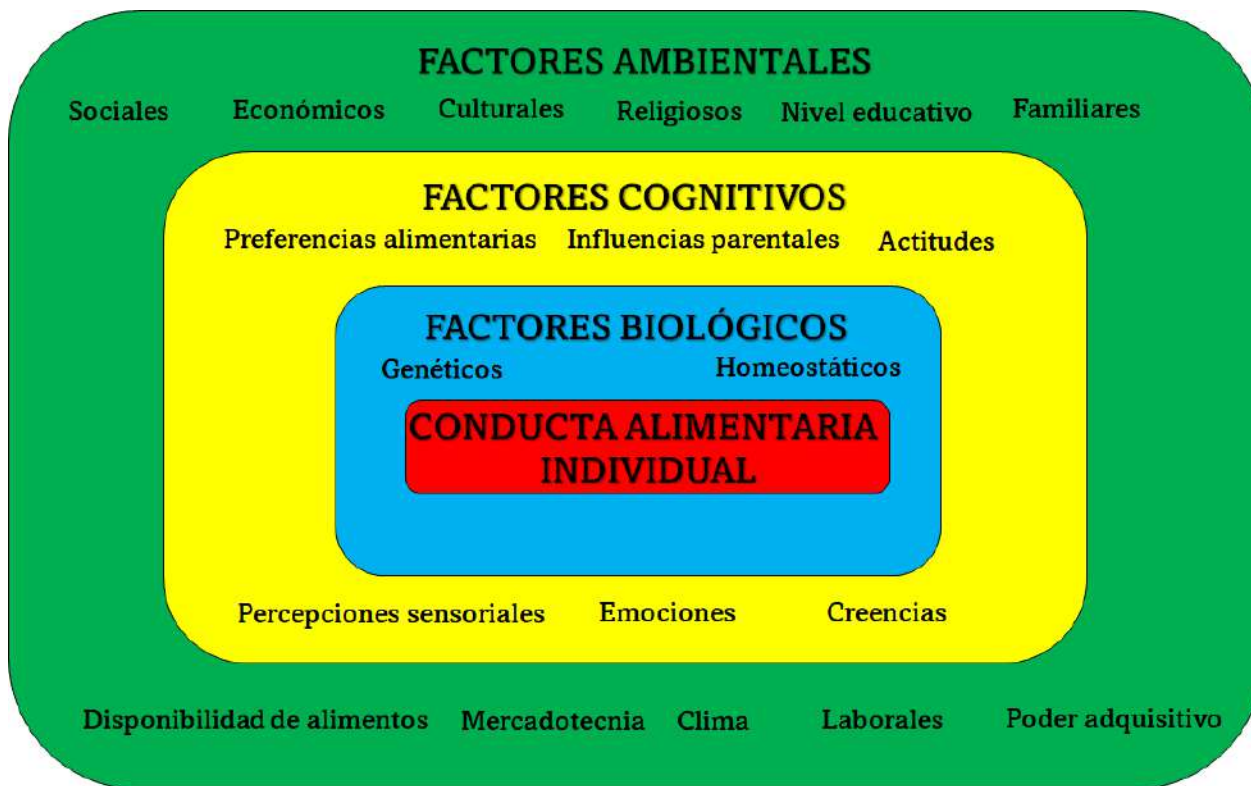 FACTORES AMBIENTALES
Sociales Económicos Culturales Religiosos Nivel educativo Familiares
FACTORES COGNITIVOS
Preferencias alimentarias Influencias parentales Actitudes
FACTORES BIOLÓGICOS
Genéticos Homeostáticos
CONDUCTA ALIMENTARIA
INDIVIDUAL
Percepciones sensoriales Emociones Creencias
Disponibilidad de alimentos Mercadotecnia Clima Laborales Poder adquisitivo